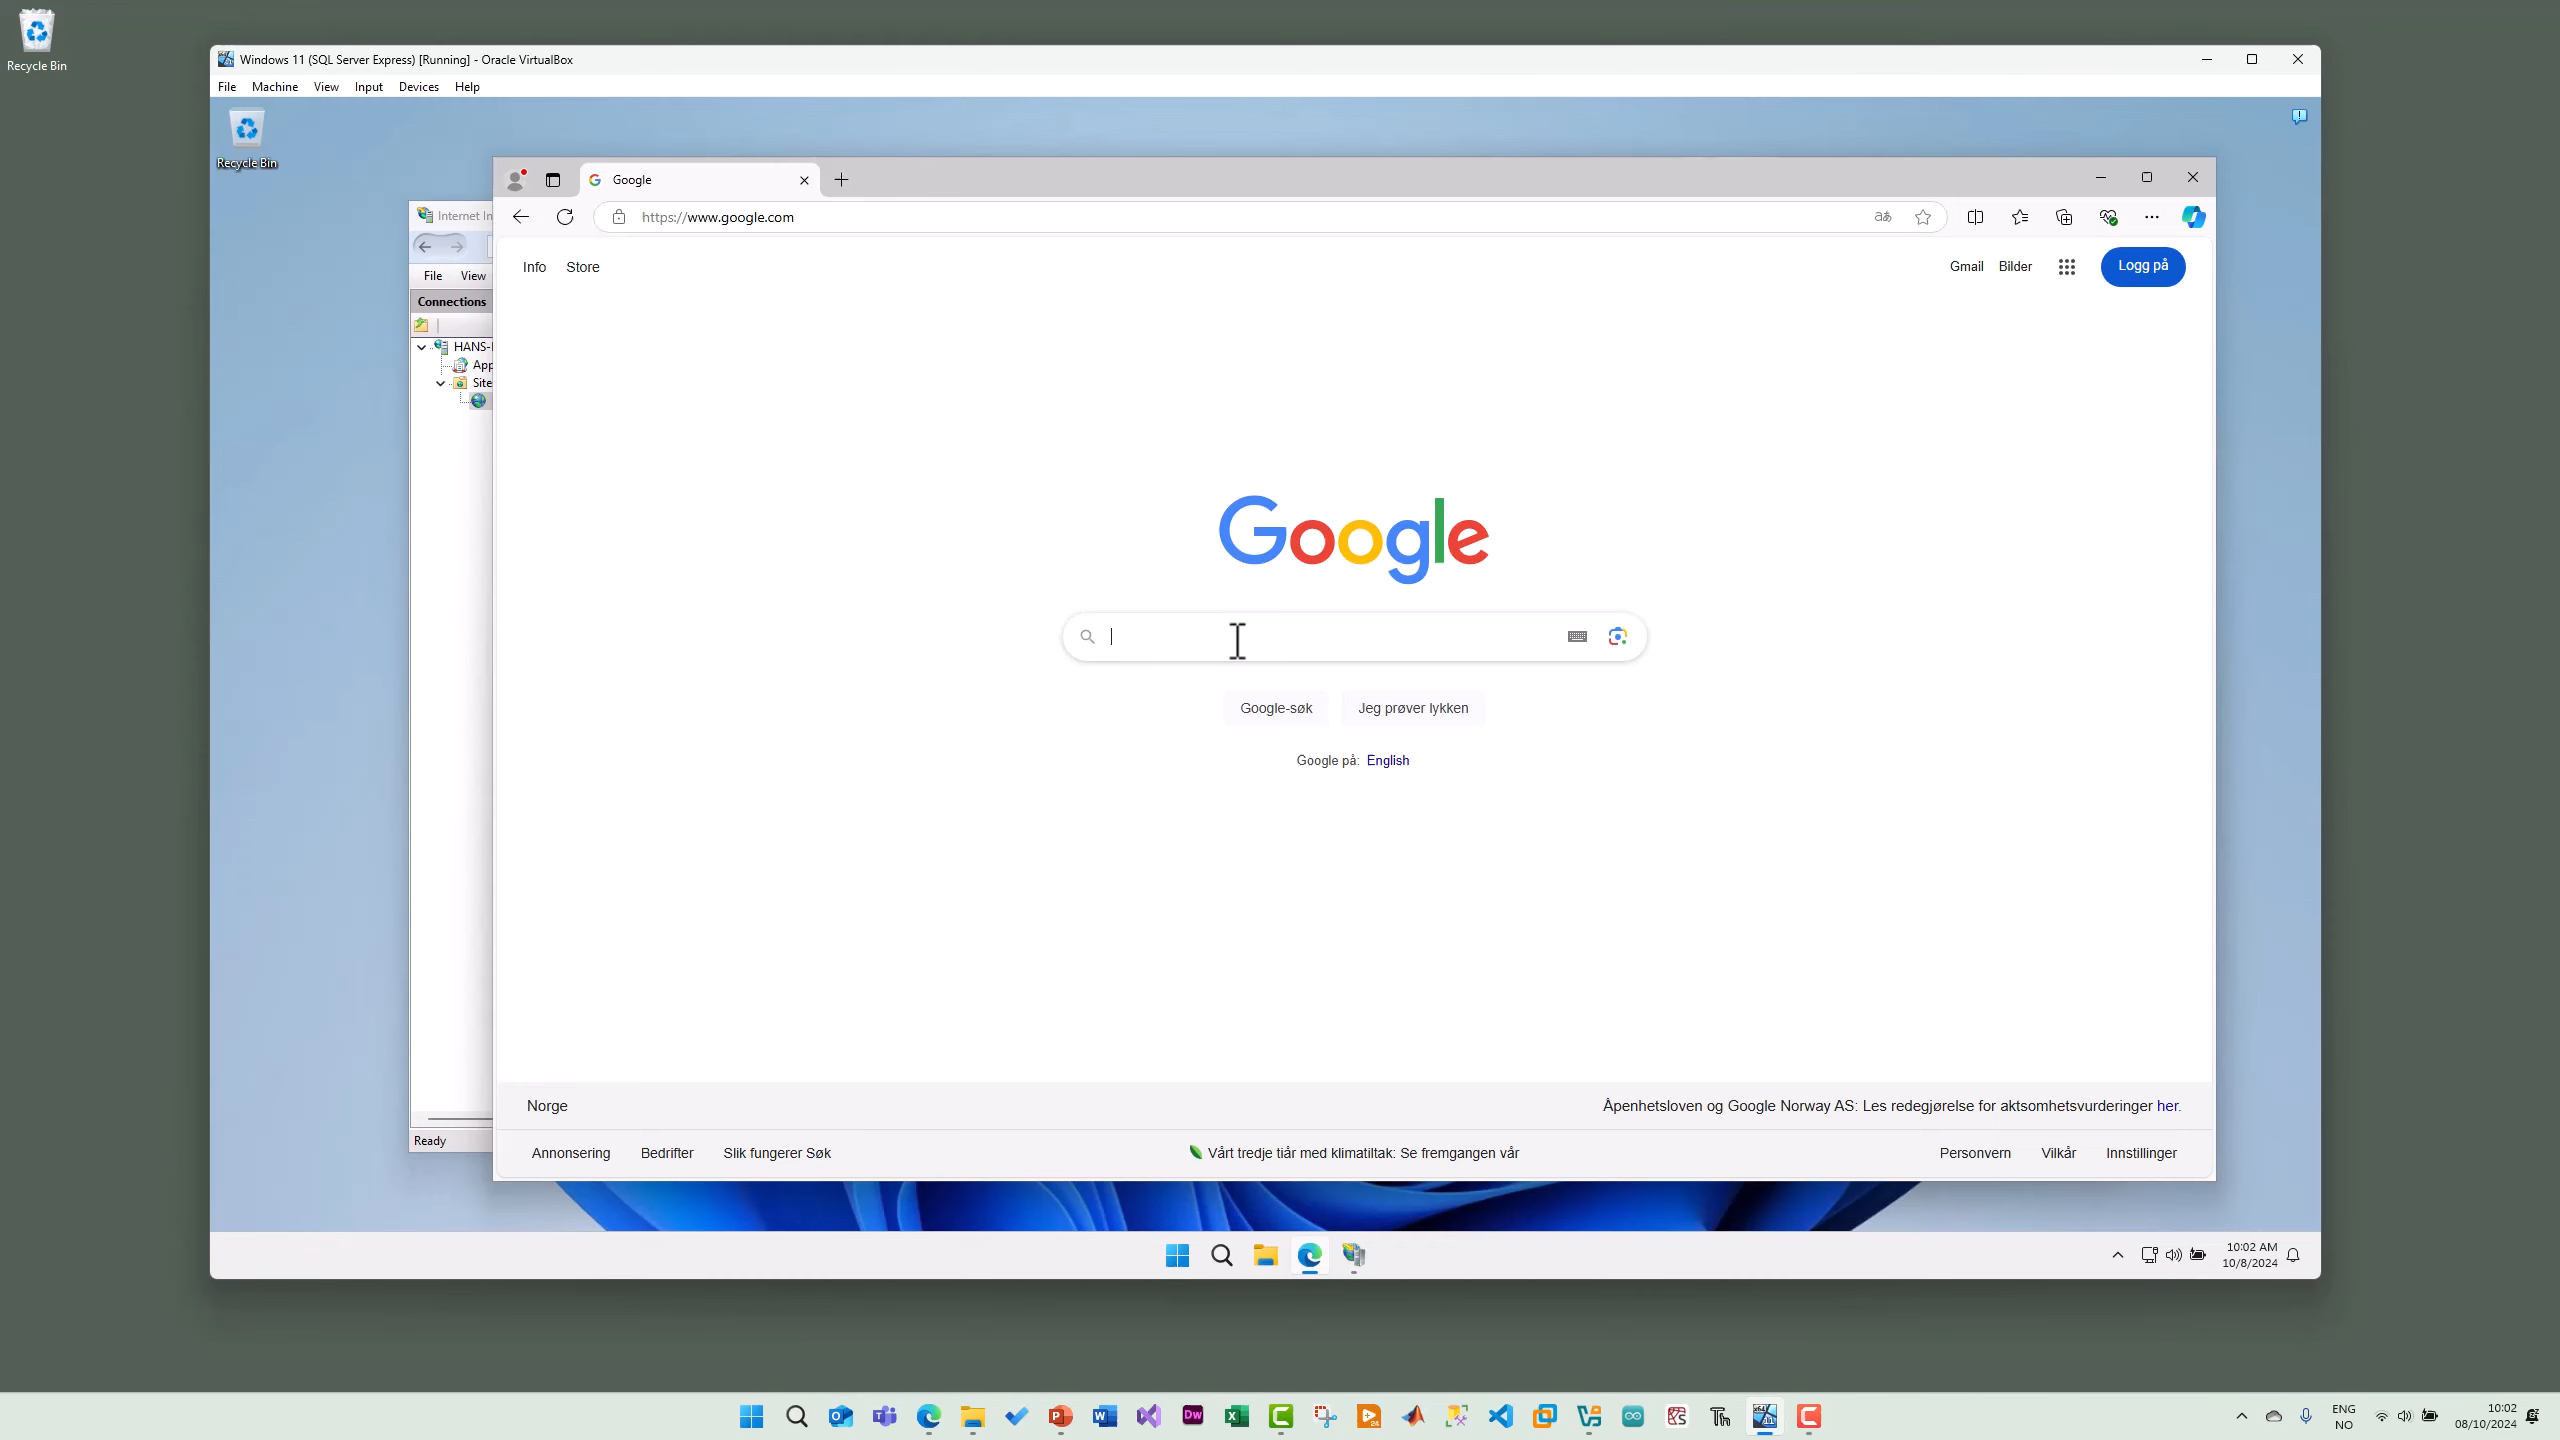 Recycle Bin
Windows 11 (SQL Server Express) [Running] - Oracle VirtualBox
File Machine View Input Devices Help
Recycle Bin
Google
https://www.google.com
Internet In
File View
Connections
HANS-
App
Site
Ready
Info Store
Gmail Bilder Logg på
Google
Google-søk Jeg prøver lykken
Google på: English
Norge
Åpenhetsloven og Google Norway AS: Les redegjørelse for aktsomhetsvurderinger her.
Annonsering Bedrifter Slik fungerer Søk
Vårt tredje tiår med klimatiltak: Se fremgangen vår
Personvern Vilkår Innstillinger
10:02 AM
10/8/2024
ENG
NO
10:02
08/10/2024